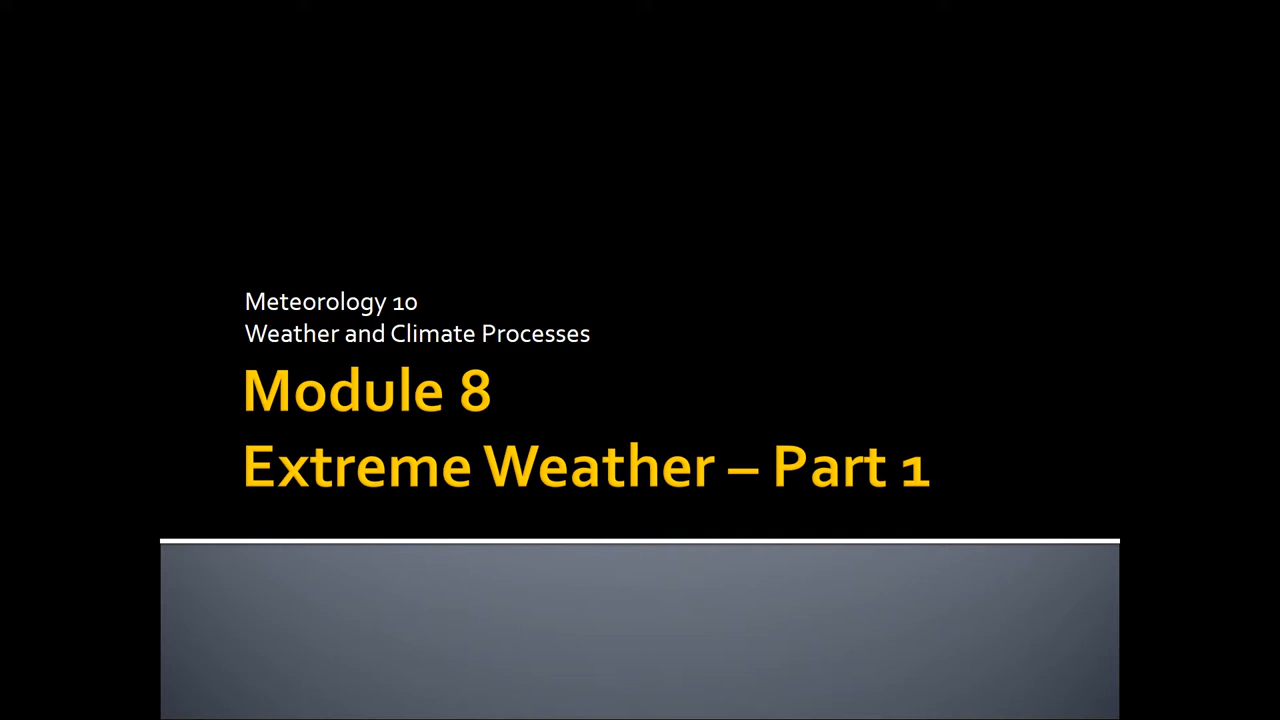 Meteorology 10
Weather and Climate Processes
Module 8
Extreme Weather – Part 1